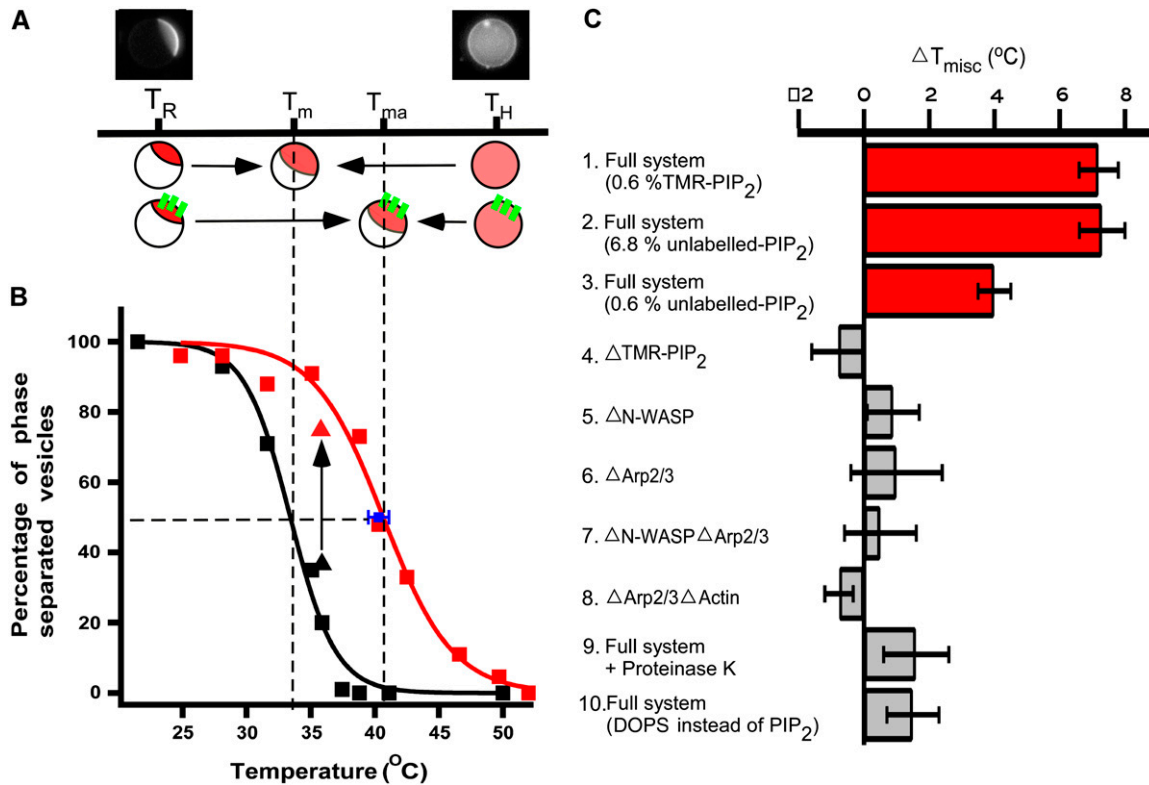 A
T_R
T_m
T_ma
T_H
B
Percentage of phase
separated vesicles
100
80
60
40
20
0
25
30
35
40
45
50
Temperature (°C)
C
ΔT_misc (°C)
□2
0
2
4
6
8
1. Full system
(0.6 %TMR-PIP₂)
2. Full system
(6.8 % unlabelled-PIP₂)
3. Full system
(0.6 % unlabelled-PIP₂)
4. △TMR-PIP₂
5. △N-WASP
6. △Arp2/3
7. △N-WASP△Arp2/3
8. △Arp2/3△Actin
9. Full system
+ Proteinase K
10.Full system
(DOPS instead of PIP₂)